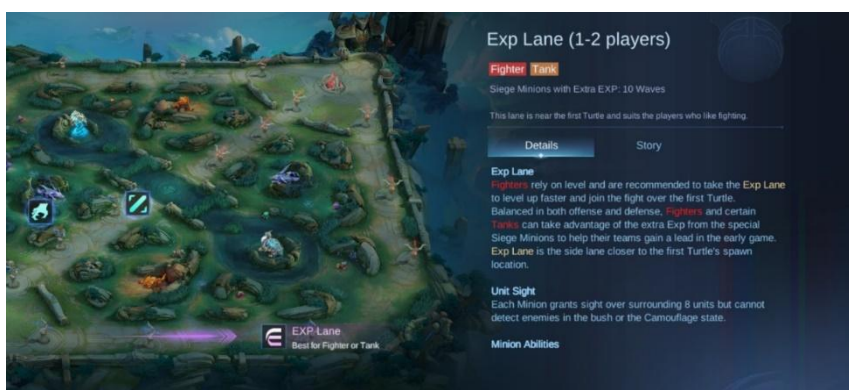 Exp Lane (1-2 players)
Fighter Tank
Siege Minions with Extra EXP: 10 Waves
This lane is near the first Turtle and suits the players who like fighting.
Details Story
Exp Lane
Fighters rely on level and are recommended to take the Exp Lane
to level up faster and join the fight over the first Turtle.
Balanced in both offense and defense, Fighters and certain
Tanks can take advantage of the extra Exp from the special
Siege Minions to help their teams gain a lead in the early game.
Exp Lane is the side lane closer to the first Turtle's spawn
location.
Unit Sight
Each Minion grants sight over surrounding 8 units but cannot
detect enemies in the bush or the Camouflage state.
Minion Abilities
EXP Lane
Best for Fighter or Tank